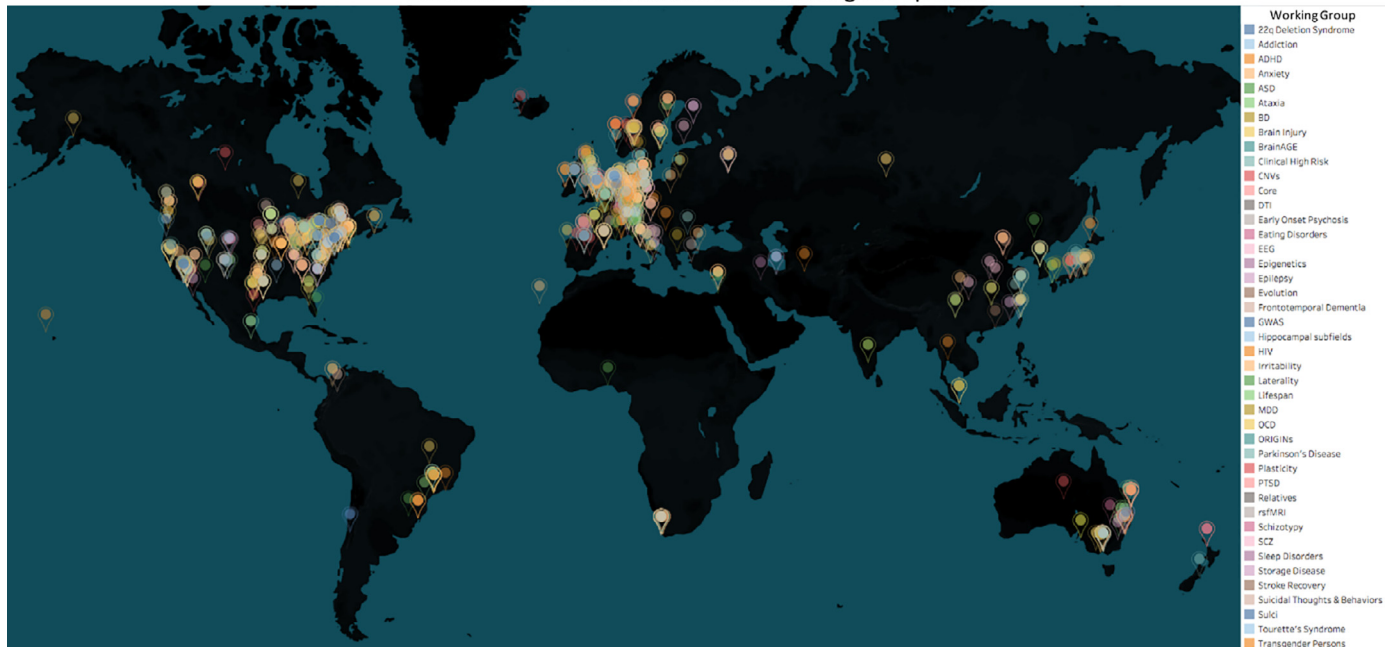 Working Group
22q Deletion Syndrome
Addiction
ADHD
Anxiety
ASD
Ataxia
BD
Brain Injury
BrainAGE
Clinical High Risk
CNVs
Core
DTI
Early Onset Psychosis
Eating Disorders
EEG
Epigenetics
Epilepsy
Evolution
Frontotemporal Dementia
GWAS
Hippocampal subfields
HIV
Irritability
Laterality
Lifespan
MDD
OCD
ORIGINs
Parkinson's Disease
Plasticity
PTSD
Relatives
rsfMRI
Schizotypy
SCZ
Sleep Disorders
Storage Disease
Stroke Recovery
Suicidal Thoughts & Behaviors
Sulci
Tourette's Syndrome
Transgender Persons